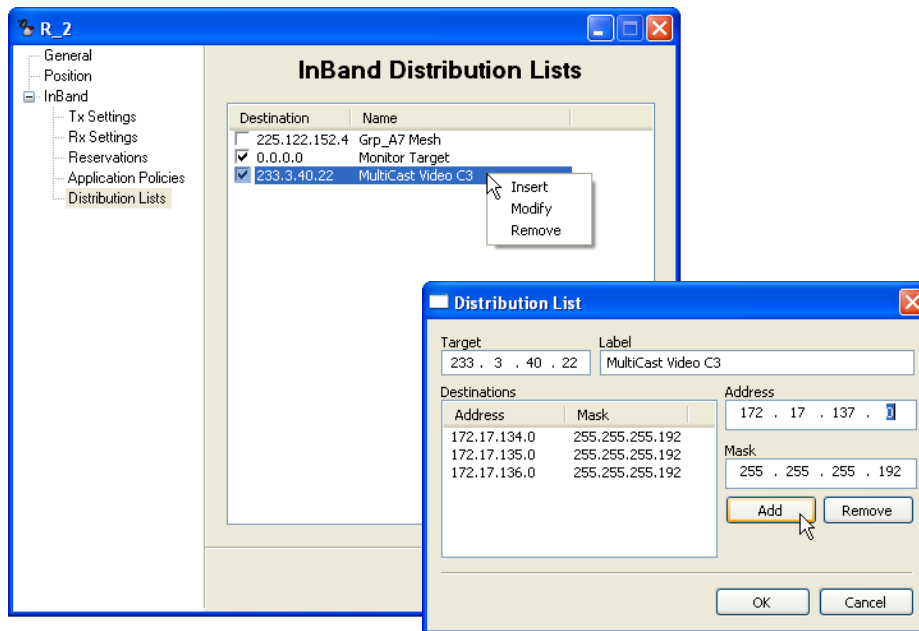 R_2
General
Position
InBand
Tx Settings
Rx Settings
Reservations
Application Policies
Distribution Lists
InBand Distribution Lists
Destination Name
225.122.152.4 Grp_A7 Mesh
0.0.0.0 Monitor Target
233.3.40.22 MultiCast Video C3
Insert
Modify
Remove
Distribution List
Target Label
233 . 3 . 40 . 22 MultiCast Video C3
Destinations
Address Mask
172.17.134.0 255.255.255.192
172.17.135.0 255.255.255.192
172.17.136.0 255.255.255.192
Address
172 . 17 . 137 . 0
Mask
255 . 255 . 255 . 192
Add Remove
OK Cancel